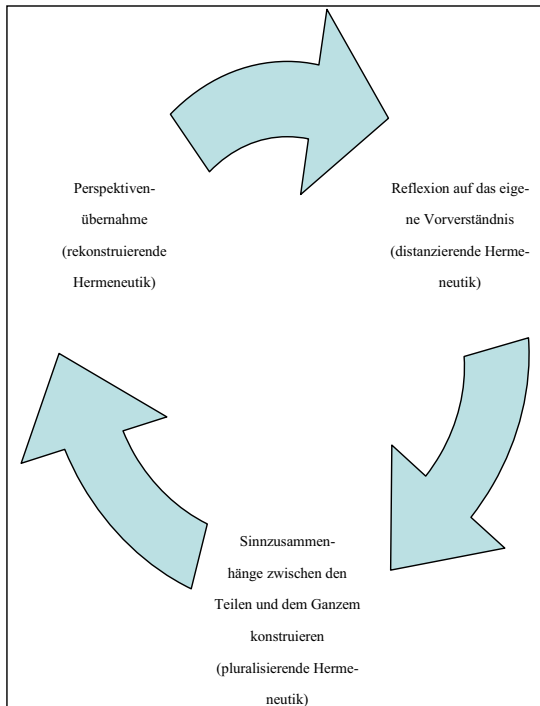 Perspektiven-
übernahme
(rekonstruierende
Hermeneutik)
Reflexion auf das eige-
ne Vorverständnis
(distanzierende Herme-
neutik)
Sinnzusammen-
hänge zwischen den
Teilen und dem Ganzem
konstruieren
(pluralisierende Herme-
neutik)